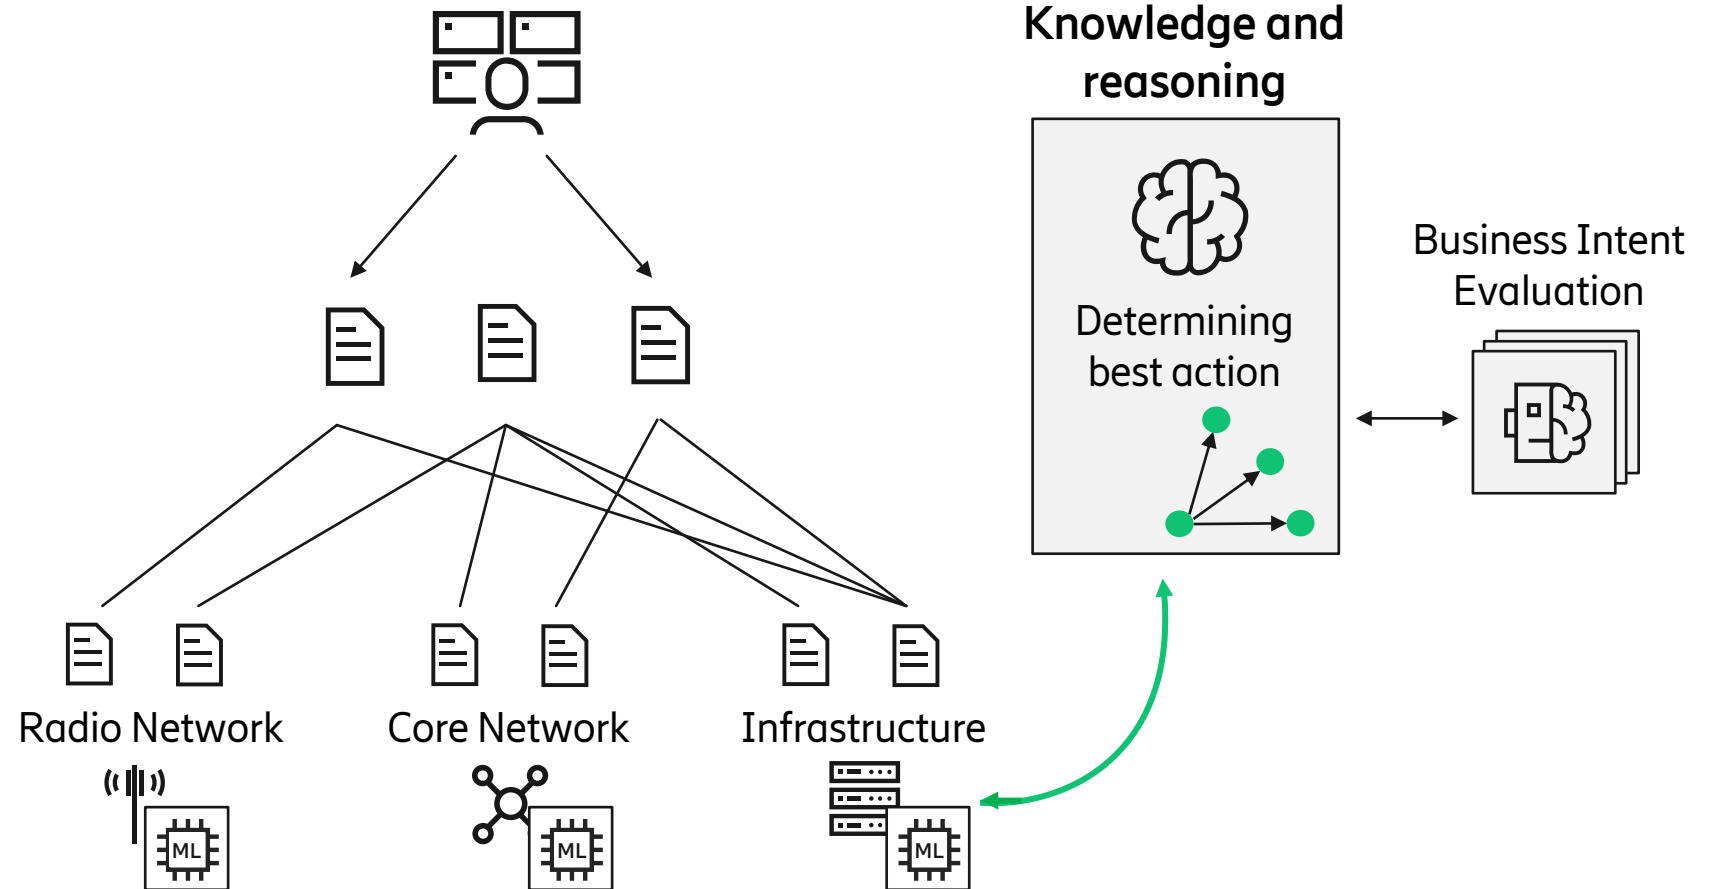 Knowledge and
reasoning
Determining
best action
Business Intent
Evaluation
Radio Network
Core Network
Infrastructure
ML
ML
ML